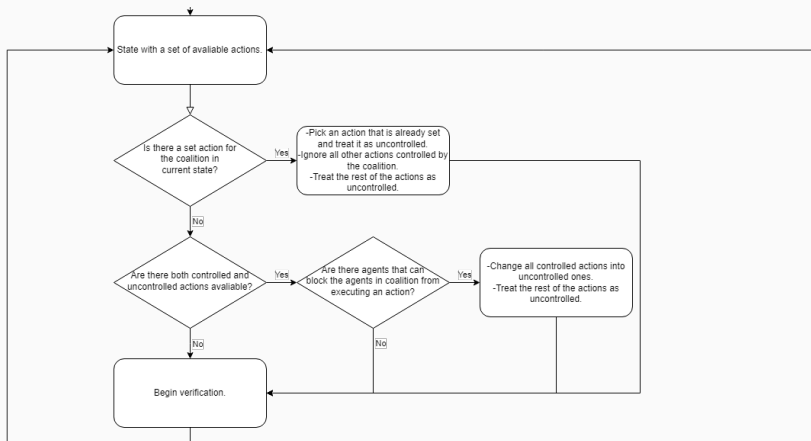 State with a set of avaliable actions.
Is there a set action for
the coalition in
current state?
Yes
-Pick an action that is already set
and treat it as uncontrolled.
-Ignore all other actions controlled by
the coalition.
-Treat the rest of the actions as
uncontrolled.
No
Are there both controlled and
uncontrolled actions avaliable?
Yes
Are there agents that can
block the agents in coalition from
executing an action?
Yes
-Change all controlled actions into
uncontrolled ones.
-Treat the rest of the actions as
uncontrolled.
No
No
Begin verification.